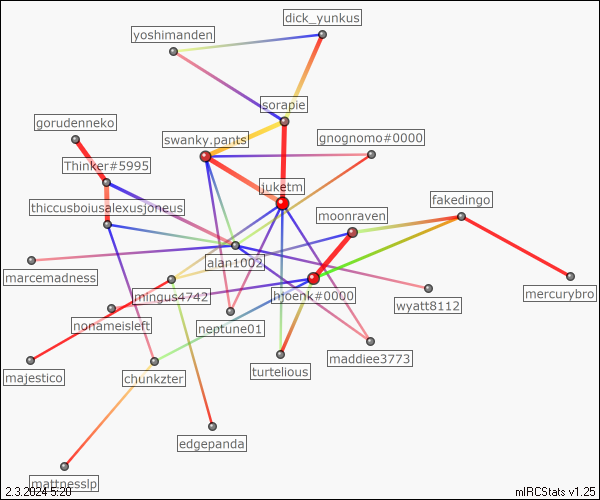 dick_yunkus
yoshimanden
sorapie
gorudenneko
swanky.pants
gnognomo#0000
Thinker#5995
juketm
fakedingo
thiccusboiusalexusjoneus
moonraven
alan1002
marcemadness
mingus4742
hjoenk#0000
mercurybro
wyatt8112
nonameisleft
neptune01
maddiee3773
majestico
chunkzter
turtelious
edgepanda
mattnesslp
2.3.2024 5:20
mIRCStats v1.25